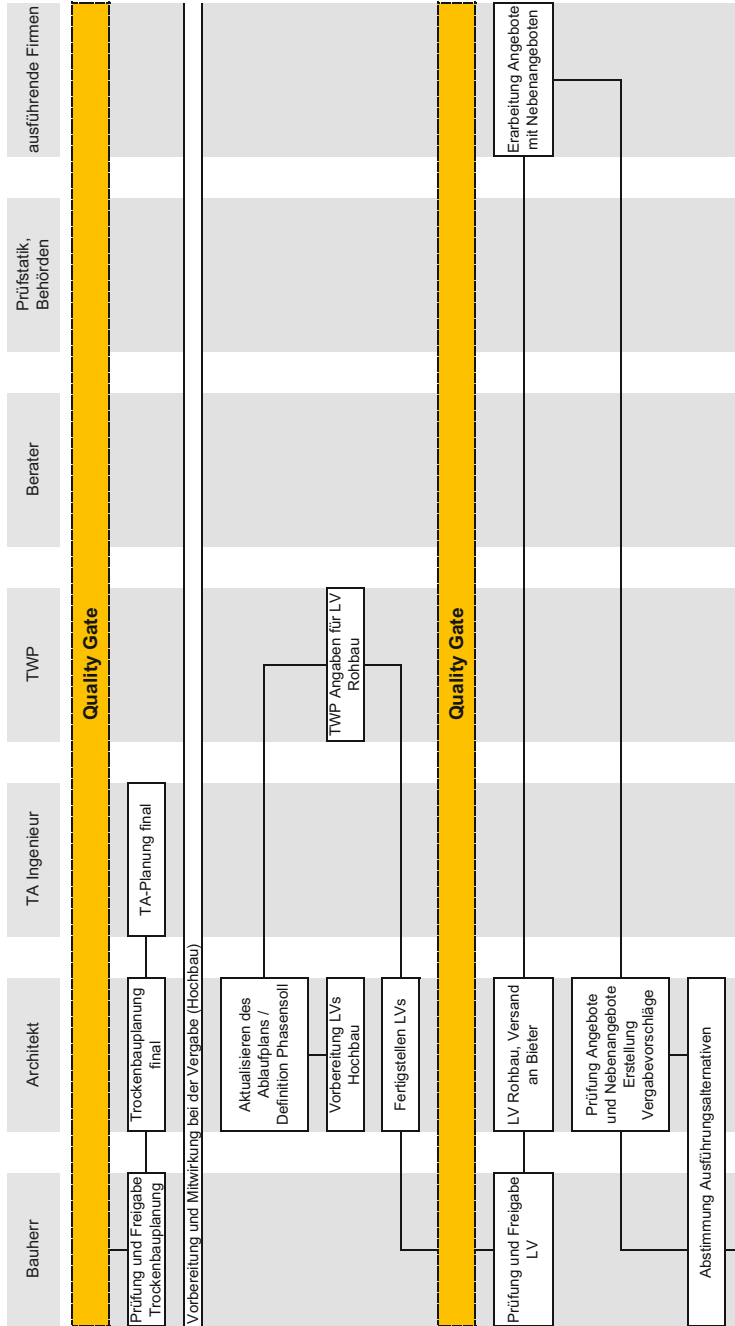 Bauherr
Architekt
TA Ingenieur
TWP
Berater
Prüfstatik,
Behörden
ausführende Firmen
Quality Gate
Prüfung und Freigabe
Trockenbauplanung
Trockenbauplanung
final
TA-Planung final
Vorbereitung und Mitwirkung bei der Vergabe (Hochbau)
Aktualisieren des
Ablaufplans /
Definition Phasensoll
Vorbereitung LVs
Hochbau
TWP Angaben für LV
Rohbau
Fertigstellen LVs
Quality Gate
Prüfung und Freigabe
LV
LV Rohbau, Versand
an Bieter
Erarbeitung Angebote
mit Nebenangeboten
Prüfung Angebote
und Nebenangebote
Erstellung
Vergabevorschläge
Abstimmung Ausführungsalternativen